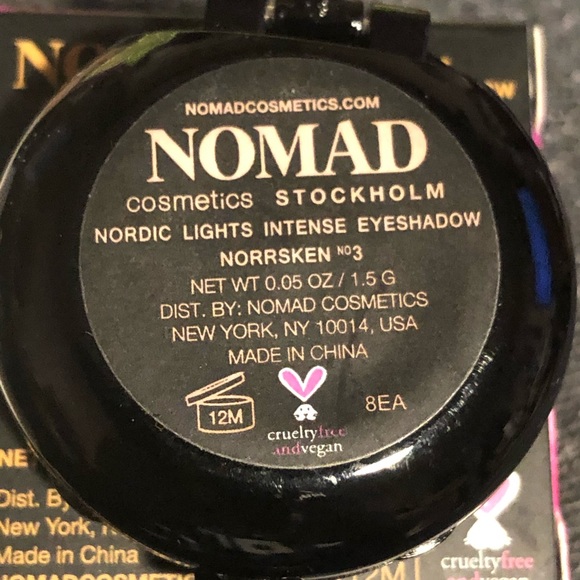 NOMADCOSMETICS.COM
NOMAD
cosmetics STOCKHOLM
NORDIC LIGHTS INTENSE EYESHADOW
NORRSKEN Nº3
NET WT 0.05 OZ / 1.5 G
DIST. BY: NOMAD COSMETICS
NEW YORK, NY 10014, USA
MADE IN CHINA
12M
8EA
crueltyfree
andvegan
Dist. By
New York,
Made in China
NOMADCOSMETIC
12M
crueltyfree